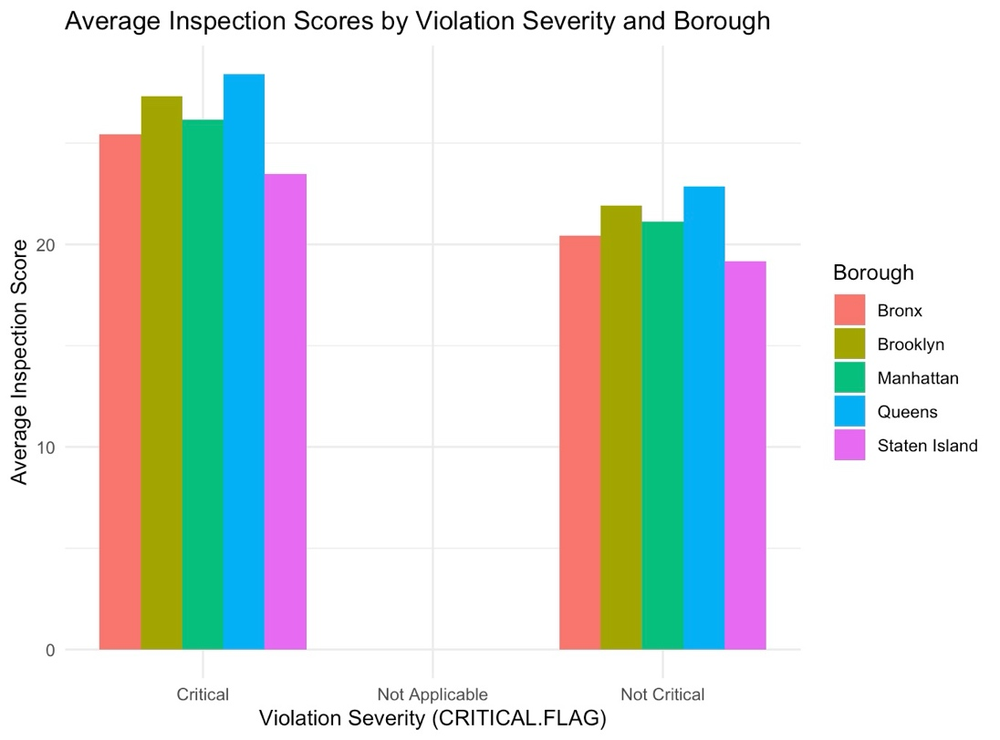 Average Inspection Scores by Violation Severity and Borough
Average Inspection Score
20
10
0
Critical
Not Applicable
Not Critical
Violation Severity (CRITICAL.FLAG)
Borough
Bronx
Brooklyn
Manhattan
Queens
Staten Island